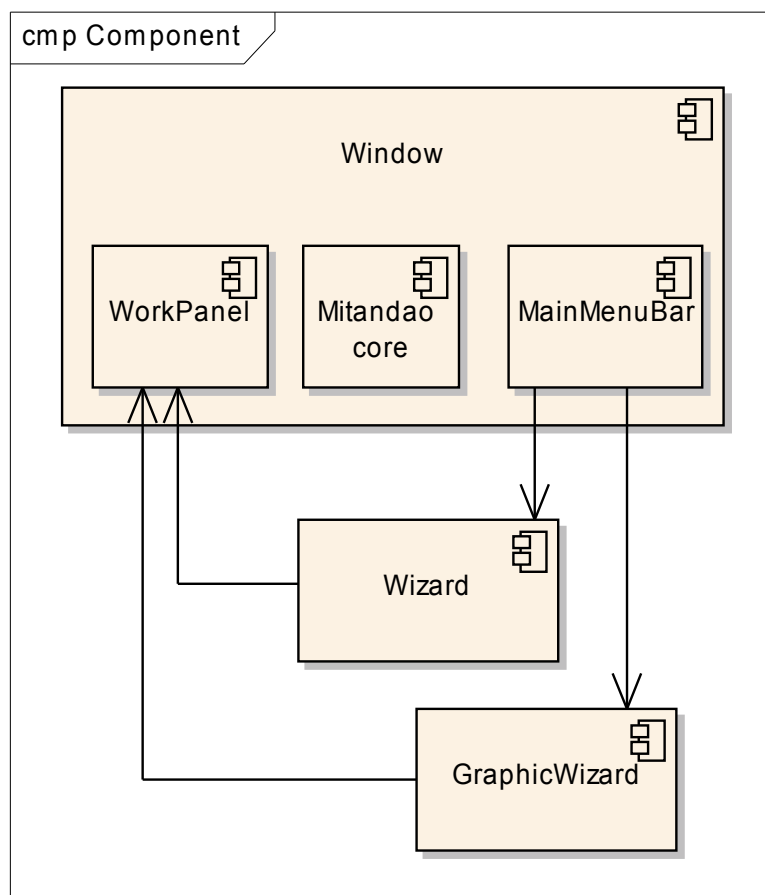 cmp Component
Window
WorkPanel
Mitandao
core
MainMenuBar
Wizard
GraphicWizard